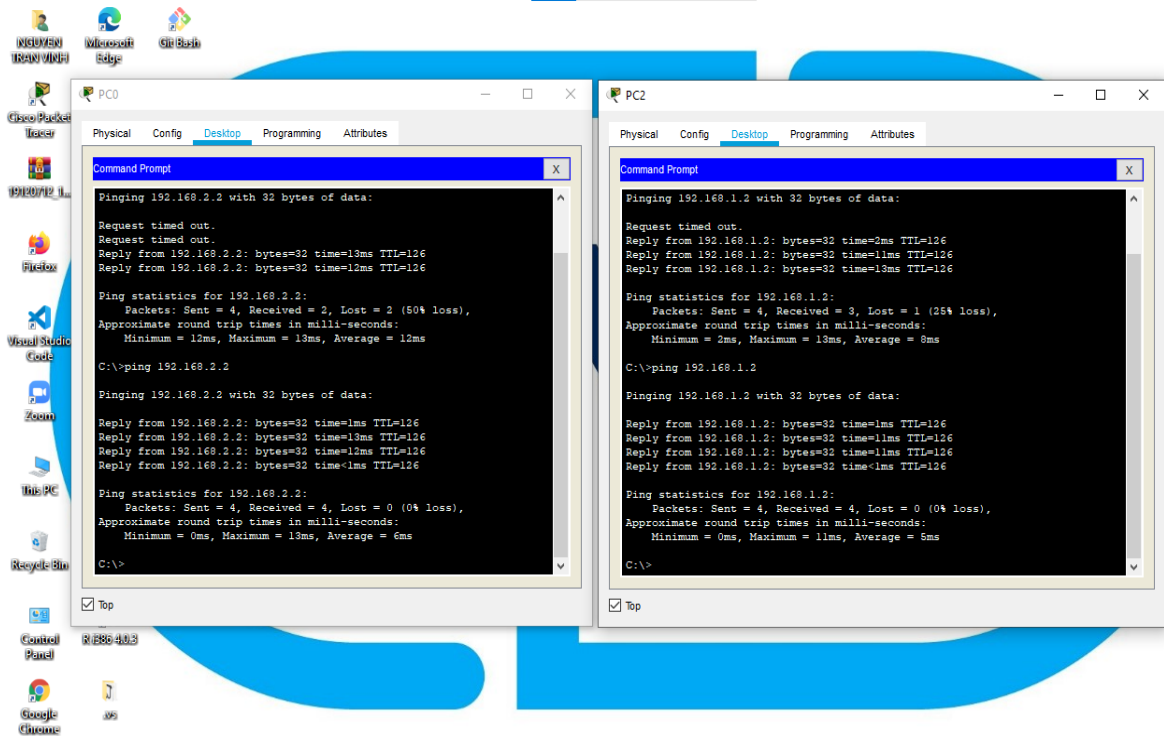 NGUYEN
TRAN VINH
Microsoft
Edge
Git Bash
Cisco Packet
Tracer
19120712_1...
Firefox
Visual Studio
Code
Zoom
This PC
Recycle Bin
Control
Panel
R i386 4.0.3
Google
Chrome
PC0
Physical
Config
Desktop
Programming
Attributes
Command Prompt
X
Pinging 192.168.2.2 with 32 bytes of data:
Request timed out.
Request timed out.
Reply from 192.168.2.2: bytes=32 time=13ms TTL=126
Reply from 192.168.2.2: bytes=32 time=12ms TTL=126
Ping statistics for 192.168.2.2:
Packets: Sent = 4, Received = 2, Lost = 2 (50% loss),
Approximate round trip times in milli-seconds:
Minimum = 12ms, Maximum = 13ms, Average = 12ms
C:\>ping 192.168.2.2
Pinging 192.168.2.2 with 32 bytes of data:
Reply from 192.168.2.2: bytes=32 time=1ms TTL=126
Reply from 192.168.2.2: bytes=32 time=13ms TTL=126
Reply from 192.168.2.2: bytes=32 time=12ms TTL=126
Reply from 192.168.2.2: bytes=32 time<1ms TTL=126
Ping statistics for 192.168.2.2:
Packets: Sent = 4, Received = 4, Lost = 0 (0% loss),
Approximate round trip times in milli-seconds:
Minimum = 0ms, Maximum = 13ms, Average = 6ms
C:\>
Top
PC2
Physical
Config
Desktop
Programming
Attributes
Command Prompt
X
Pinging 192.168.1.2 with 32 bytes of data:
Request timed out.
Reply from 192.168.1.2: bytes=32 time=2ms TTL=126
Reply from 192.168.1.2: bytes=32 time=11ms TTL=126
Reply from 192.168.1.2: bytes=32 time=13ms TTL=126
Ping statistics for 192.168.1.2:
Packets: Sent = 4, Received = 3, Lost = 1 (25% loss),
Approximate round trip times in milli-seconds:
Minimum = 2ms, Maximum = 13ms, Average = 8ms
C:\>ping 192.168.1.2
Pinging 192.168.1.2 with 32 bytes of data:
Reply from 192.168.1.2: bytes=32 time=1ms TTL=126
Reply from 192.168.1.2: bytes=32 time=11ms TTL=126
Reply from 192.168.1.2: bytes=32 time=11ms TTL=126
Reply from 192.168.1.2: bytes=32 time<1ms TTL=126
Ping statistics for 192.168.1.2:
Packets: Sent = 4, Received = 4, Lost = 0 (0% loss),
Approximate round trip times in milli-seconds:
Minimum = 0ms, Maximum = 11ms, Average = 5ms
C:\>
Top